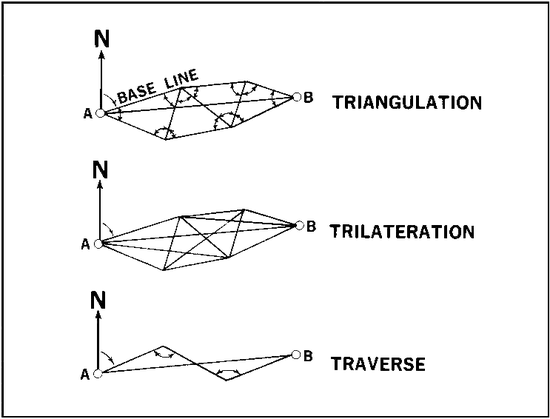 N
BASE LINE
A
B
TRIANGULATION
N
A
B
TRILATERATION
N
A
B
TRAVERSE